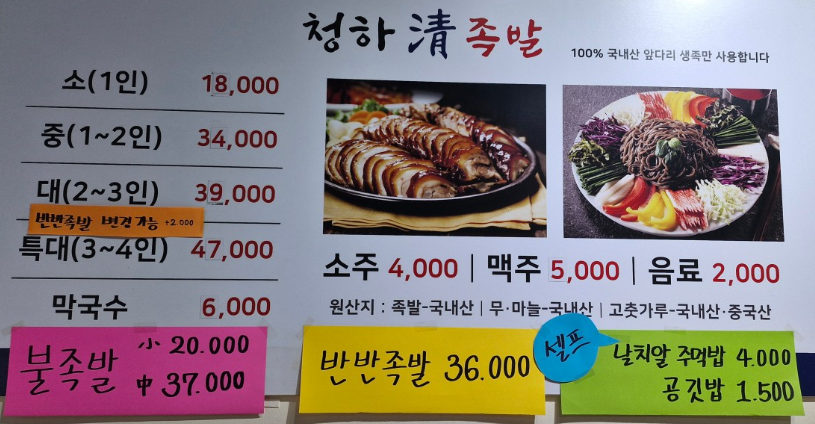 청하 淸 족발
100% 국내산 앞다리 생족만 사용합니다
소(1인) 18,000
중(1~2인) 34,000
대(2~3인) 39,000
반반족발 변경가능 +2.000
특대(3~4인) 47,000
막국수 6,000
소주 4,000 | 맥주 5,000 | 음료 2,000
원산지 : 족발-국내산 | 무·마늘-국내산 | 고춧가루-국내산·중국산
불족발 小 20.000
中 37.000
반반족발 36.000
셀프
날치알 주먹밥 4.000
공깃밥 1.500